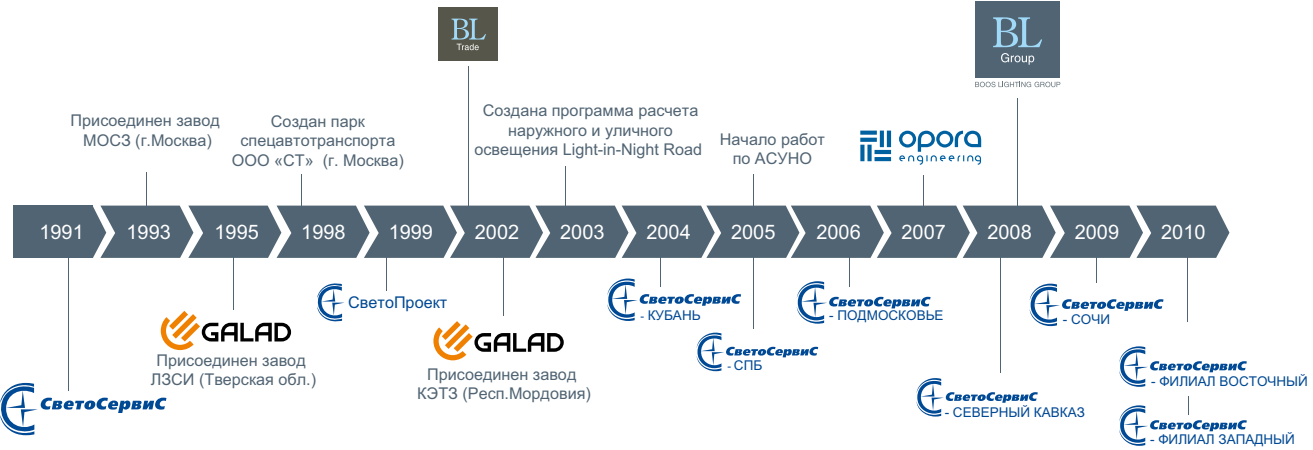 BL
Trade
BL
Group
BOOS LIGHTING GROUP
Присоединен завод
МОСЗ (г.Москва)
Создан парк
спецавтотранспорта
ООО «СТ» (г. Москва)
Создана программа расчета
наружного и уличного
освещения Light-in-Night Road
Начало работ
по АСУНО
opora
engineering
1991
1993
1995
1998
1999
2002
2003
2004
2005
2006
2007
2008
2009
2010
СветоСервиС
GALAD
Присоединен завод
ЛЗСИ (Тверская обл.)
СветоПроект
GALAD
Присоединен завод
КЭТЗ (Респ.Мордовия)
СветоСервиС
- КУБАНЬ
СветоСервиС
- СПБ
СветоСервиС
- ПОДМОСКОВЬЕ
СветоСервиС
- СЕВЕРНЫЙ КАВКАЗ
СветоСервиС
- СОЧИ
СветоСервиС
- ФИЛИАЛ ВОСТОЧНЫЙ
СветоСервиС
- ФИЛИАЛ ЗАПАДНЫЙ